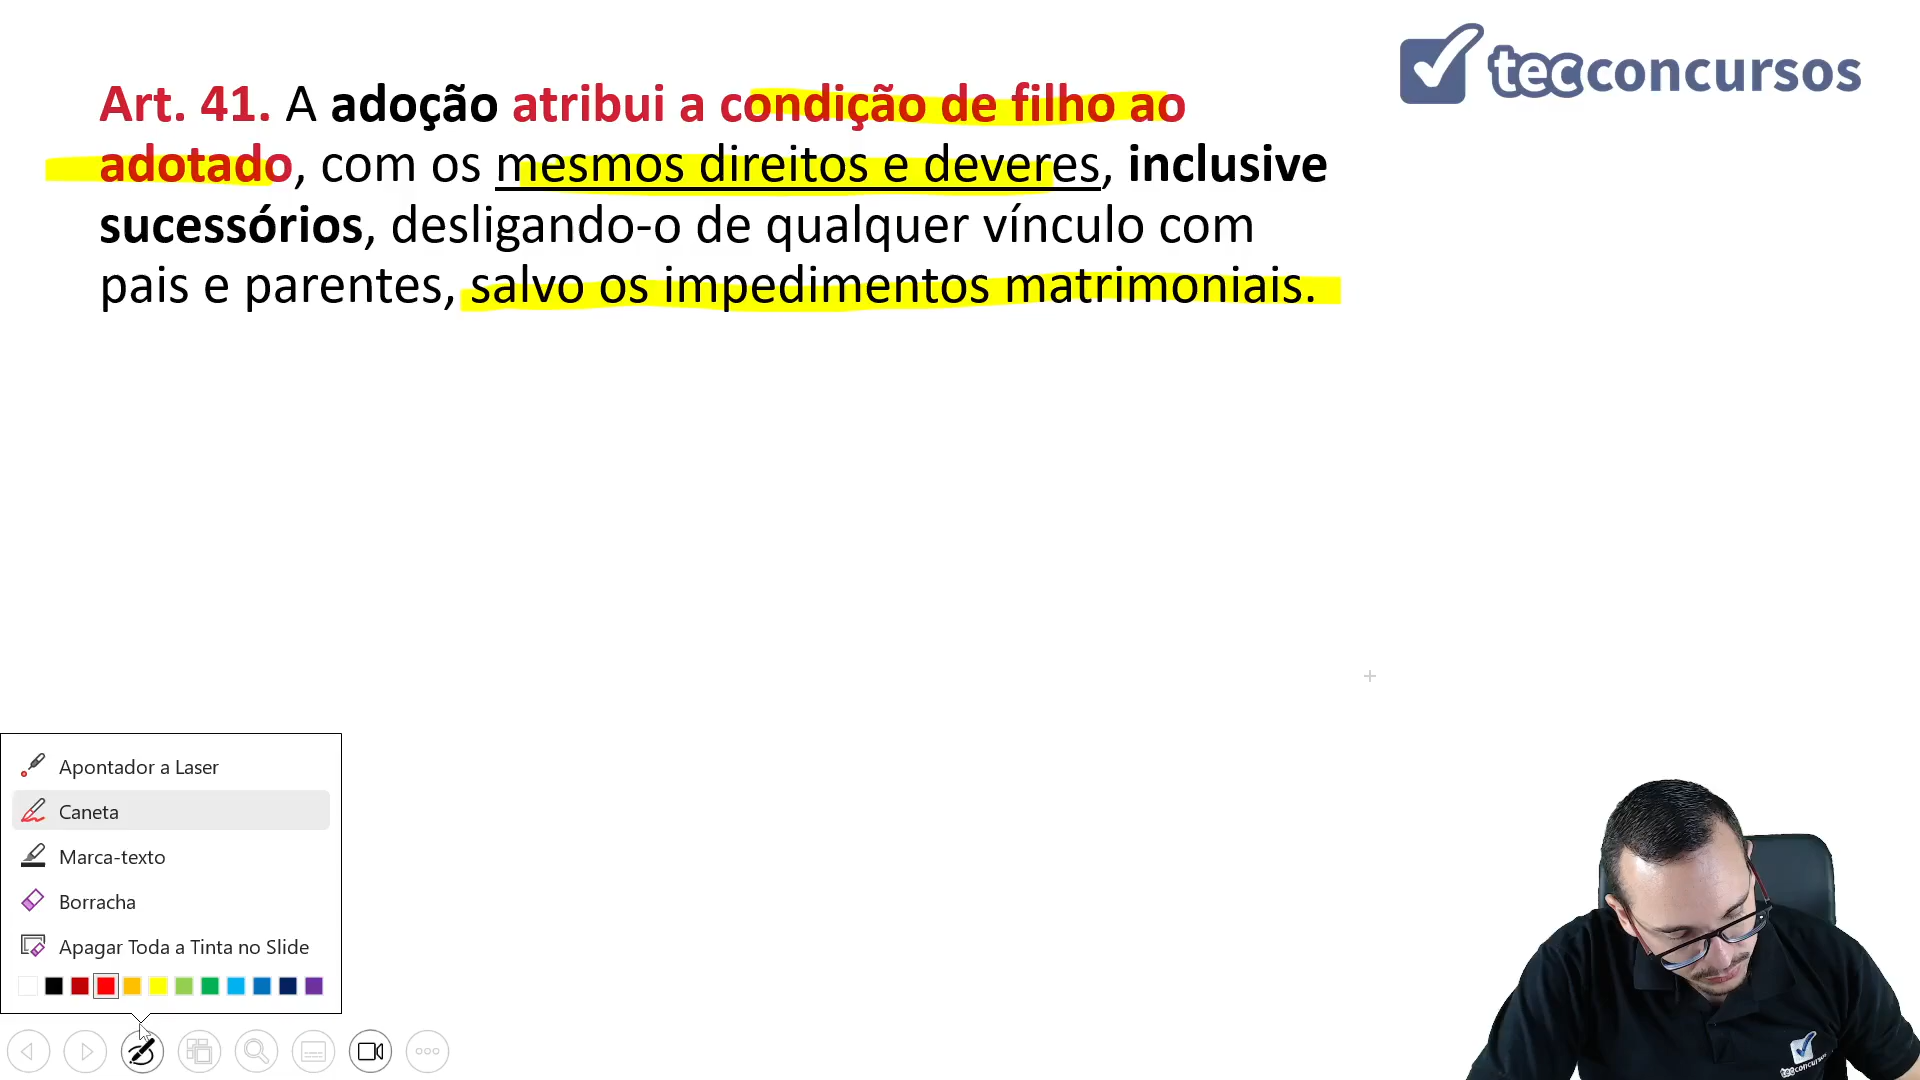 tecconcursos
Art. 41. A adoção atribui a condição de filho ao
adotado, com os mesmos direitos e deveres, inclusive
sucessórios, desligando-o de qualquer vínculo com
pais e parentes, salvo os impedimentos matrimoniais.
Apontador a Laser
Caneta
Marca-texto
Borracha
Apagar Toda a Tinta no Slide
tecconcursos